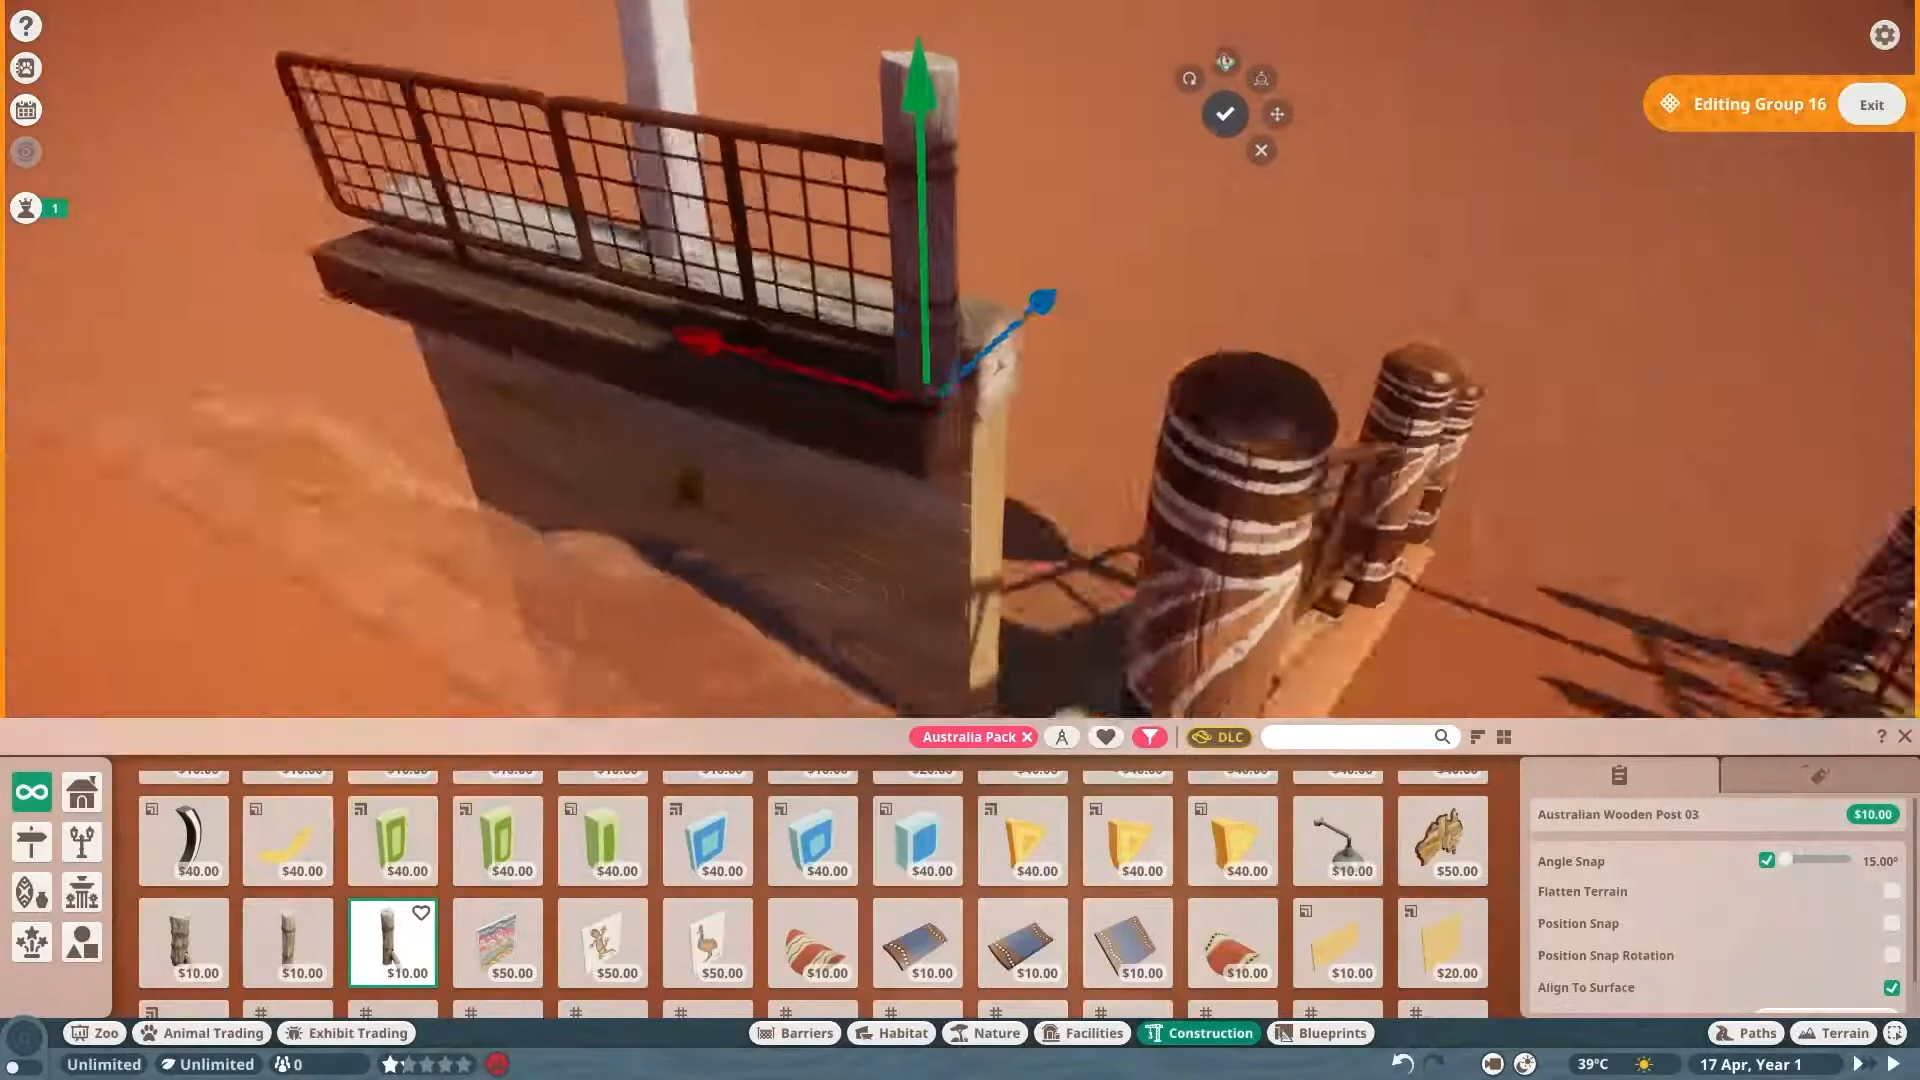 ?
Editing Group 16 Exit
1
Australia Pack × DLC ?
$40.00 $40.00 $40.00 $40.00 $40.00 $40.00 $40.00 $40.00 $40.00 $40.00 $40.00 $10.00 $50.00
$10.00 $10.00 $10.00 $50.00 $50.00 $50.00 $10.00 $10.00 $10.00 $10.00 $10.00 $10.00 $20.00
Australian Wooden Post 03 $10.00
Angle Snap 15.00°
Flatten Terrain
Position Snap
Position Snap Rotation
Align To Surface
Zoo Animal Trading Exhibit Trading Barriers Habitat Nature Facilities Construction Blueprints Paths Terrain
Unlimited Unlimited 0 39°C 17 Apr, Year 1